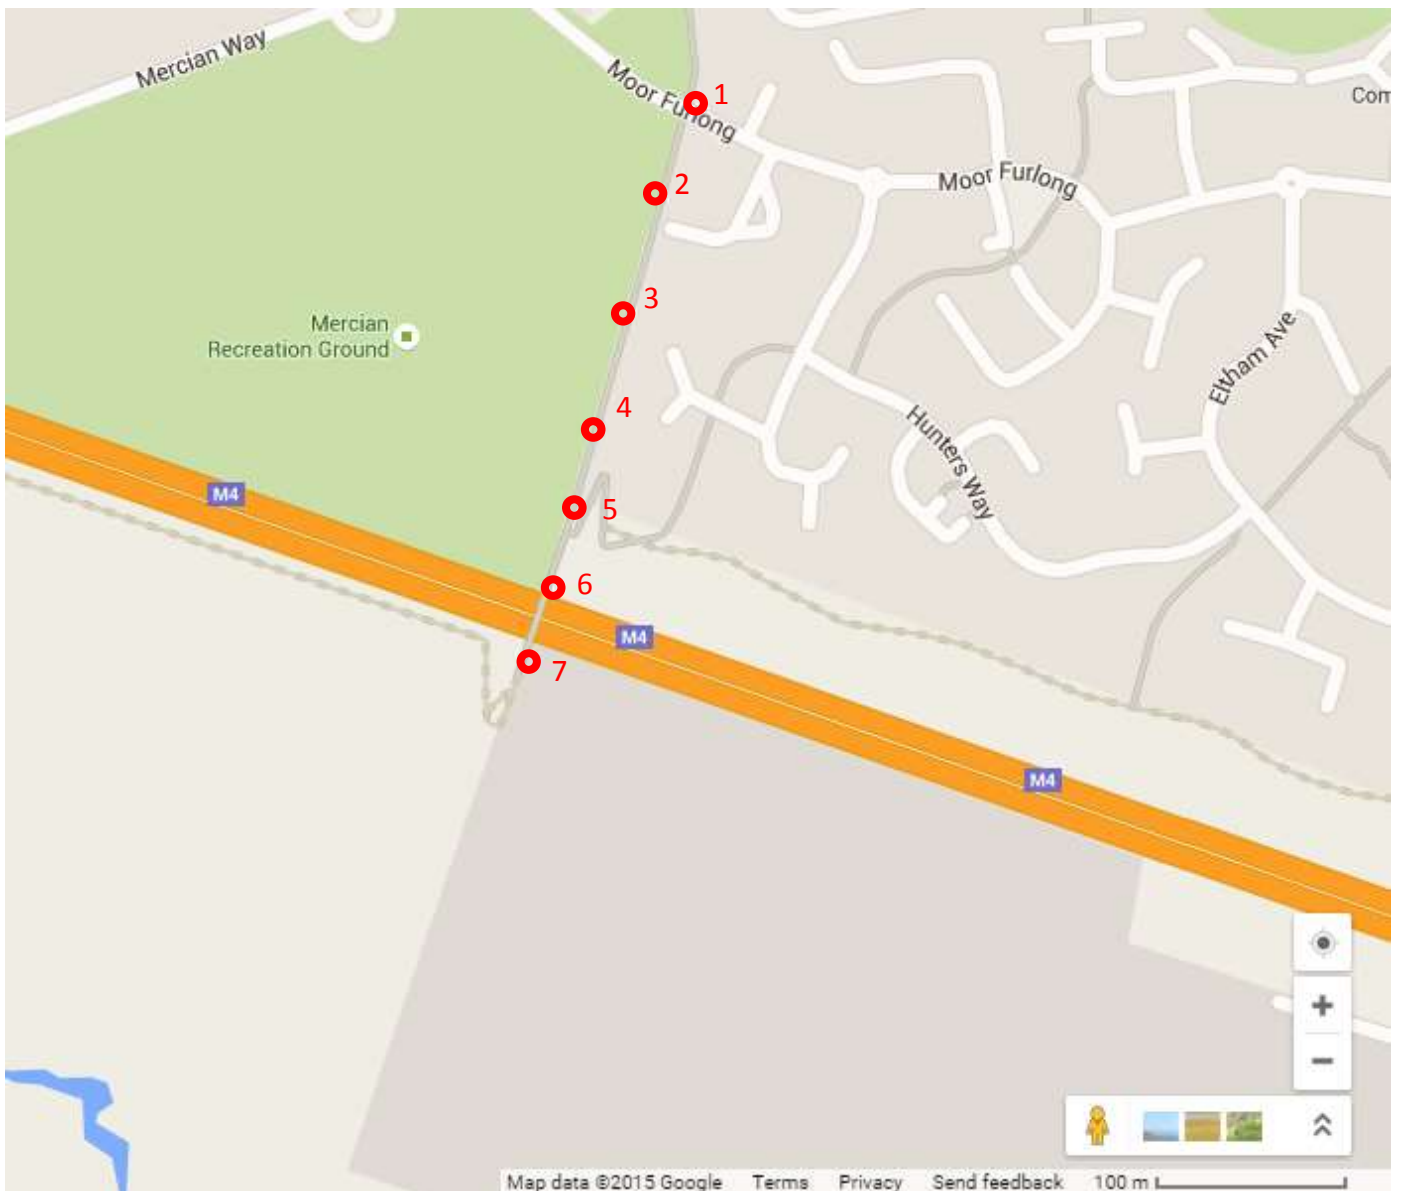 Mercian Way
Moor Furlong
1
Com
2
Moor Furlong
3
Mercian
Recreation Ground
Eltham Ave
4
Hunters Way
M4
5
6
M4
7
M4
Map data ©2015 Google Terms Privacy Send feedback 100 m